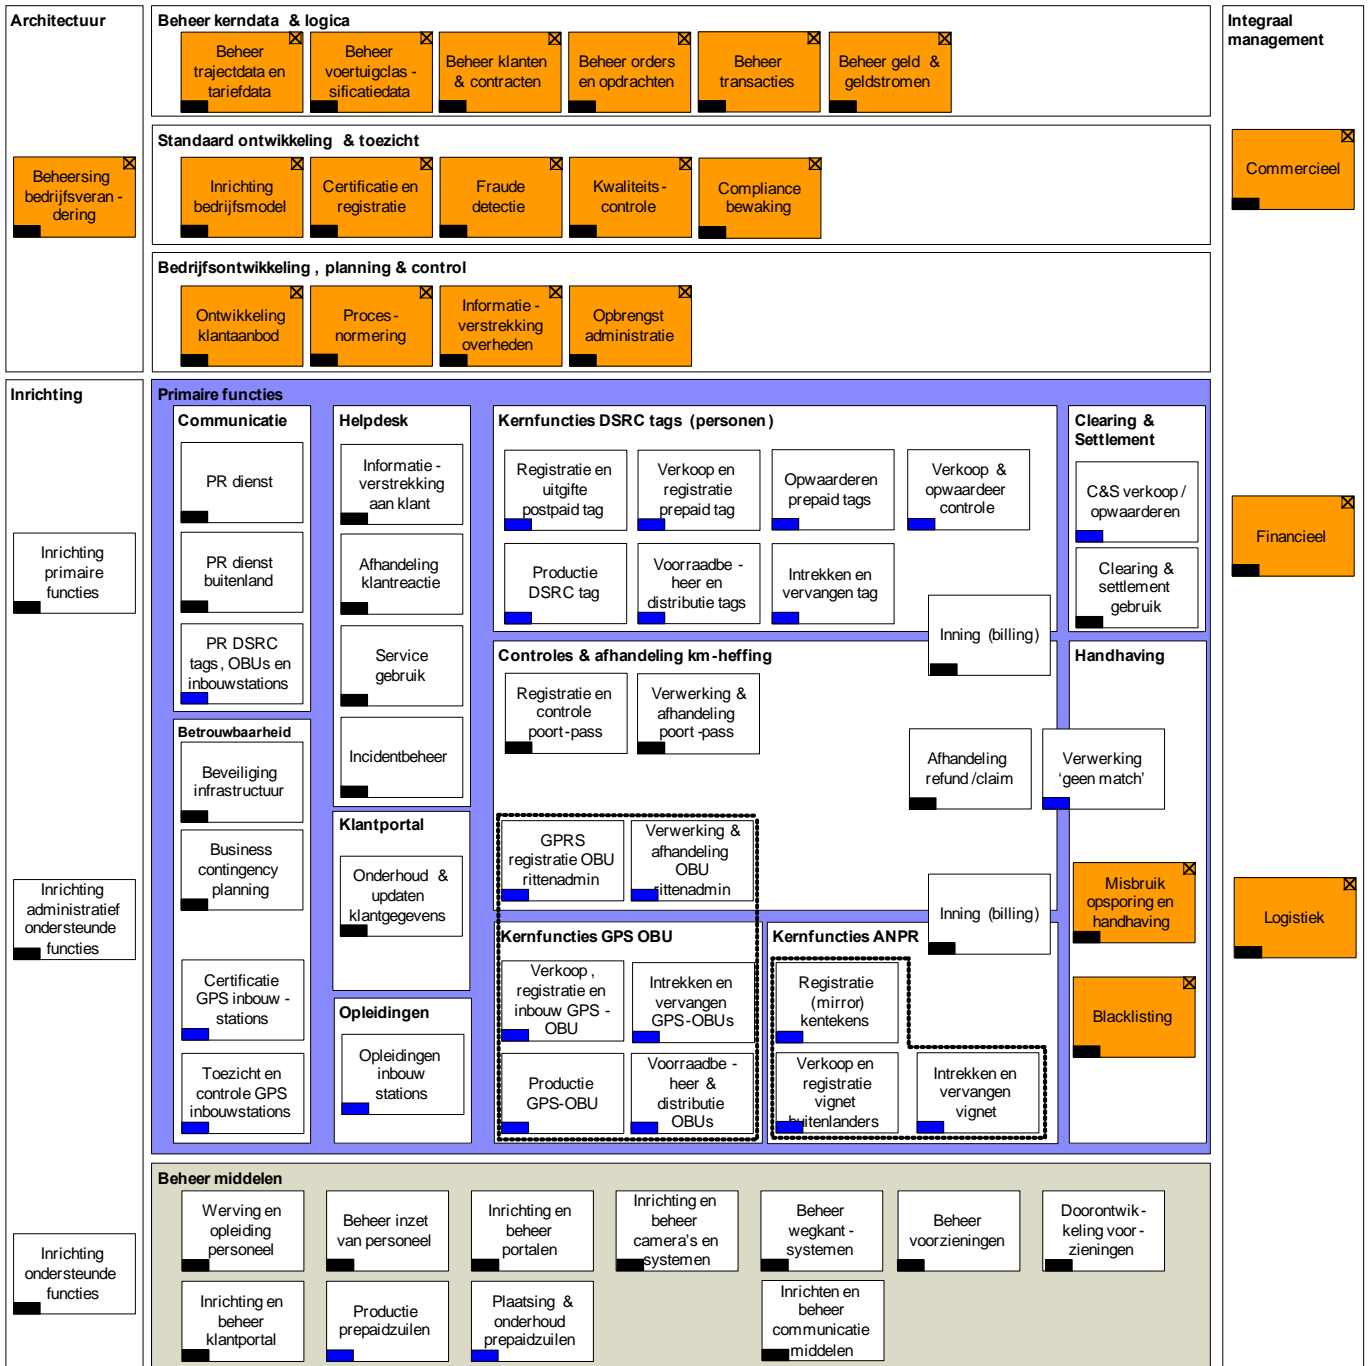 Architectuur
Beheersing
bedrijfsveran -
dering
Beheer kerndata & logica
Beheer
trajectdata en
tariefdata
Beheer
voertuigclas -
sificatiedata
Beheer klanten
& contracten
Beheer orders
en opdrachten
Beheer
transacties
Beheer geld &
geldstromen
Standaard ontwikkeling & toezicht
Inrichting
bedrijfsmodel
Certificatie en
registratie
Fraude
detectie
Kwaliteits-
controle
Compliance
bewaking
Bedrijfsontwikkeling , planning & control
Ontwikkeling
klantaanbod
Proces-
normering
Informatie -
verstrekking
overheden
Opbrengst
administratie
Integraal
management
Commercieel
Financieel
Logistiek
Inrichting
Inrichting
primaire
functies
Inrichting
administratief
ondersteunde
functies
Inrichting
ondersteunde
functies
Primaire functies
Communicatie
PR dienst
PR dienst
buitenland
PR DSRC
tags, OBUs en
inbouwstations
Betrouwbaarheid
Beveiliging
infrastructuur
Business
contingency
planning
Certificatie
GPS inbouw -
stations
Toezicht en
controle GPS
inbouwstations
Helpdesk
Informatie -
verstrekking
aan klant
Afhandeling
klantreactie
Service
gebruik
Incidentbeheer
Klantportal
Onderhoud &
updaten
klantgegevens
Opleidingen
Opleidingen
inbouw
stations
Kernfuncties DSRC tags (personen)
Registratie en
uitgifte
postpaid tag
Verkoop en
registratie
prepaid tag
Opwaarderen
prepaid tags
Verkoop &
opwaardeer
controle
Productie
DSRC tag
Voorraadbe -
heer en
distributie tags
Intrekken en
vervangen tag
Inning (billing)
Controles & afhandeling km-heffing
Registratie en
controle
poort-pass
Verwerking &
afhandeling
poort -pass
Afhandeling
refund /claim
Verwerking
‘geen match’
GPRS
registratie OBU
rittenadmin
Verwerking &
afhandeling
OBU
rittenadmin
Inning (billing)
Kernfuncties GPS OBU
Verkoop ,
registratie en
inbouw GPS -
OBU
Intrekken en
vervangen
GPS-OBUs
Productie
GPS-OBU
Voorraadbe -
heer &
distributie
OBUs
Kernfuncties ANPR
Registratie
(mirror)
kentekens
Verkoop en
registratie
vignet
buitenlanders
Intrekken en
vervangen
vignet
Clearing &
Settlement
C&S verkoop /
opwaarderen
Clearing &
settlement
gebruik
Handhaving
Misbruik
opsporing en
handhaving
Blacklisting
Beheer middelen
Werving en
opleiding
personeel
Beheer inzet
van personeel
Inrichting en
beheer
portalen
Inrichting en
beheer
camera's en
systemen
Beheer
wegkant -
systemen
Beheer
voorzieningen
Doorontwik -
keling voor -
zieningen
Inrichting en
beheer
klantportal
Productie
prepaidzuilen
Plaatsing &
onderhoud
prepaidzuilen
Inrichten en
beheer
communicatie
middelen